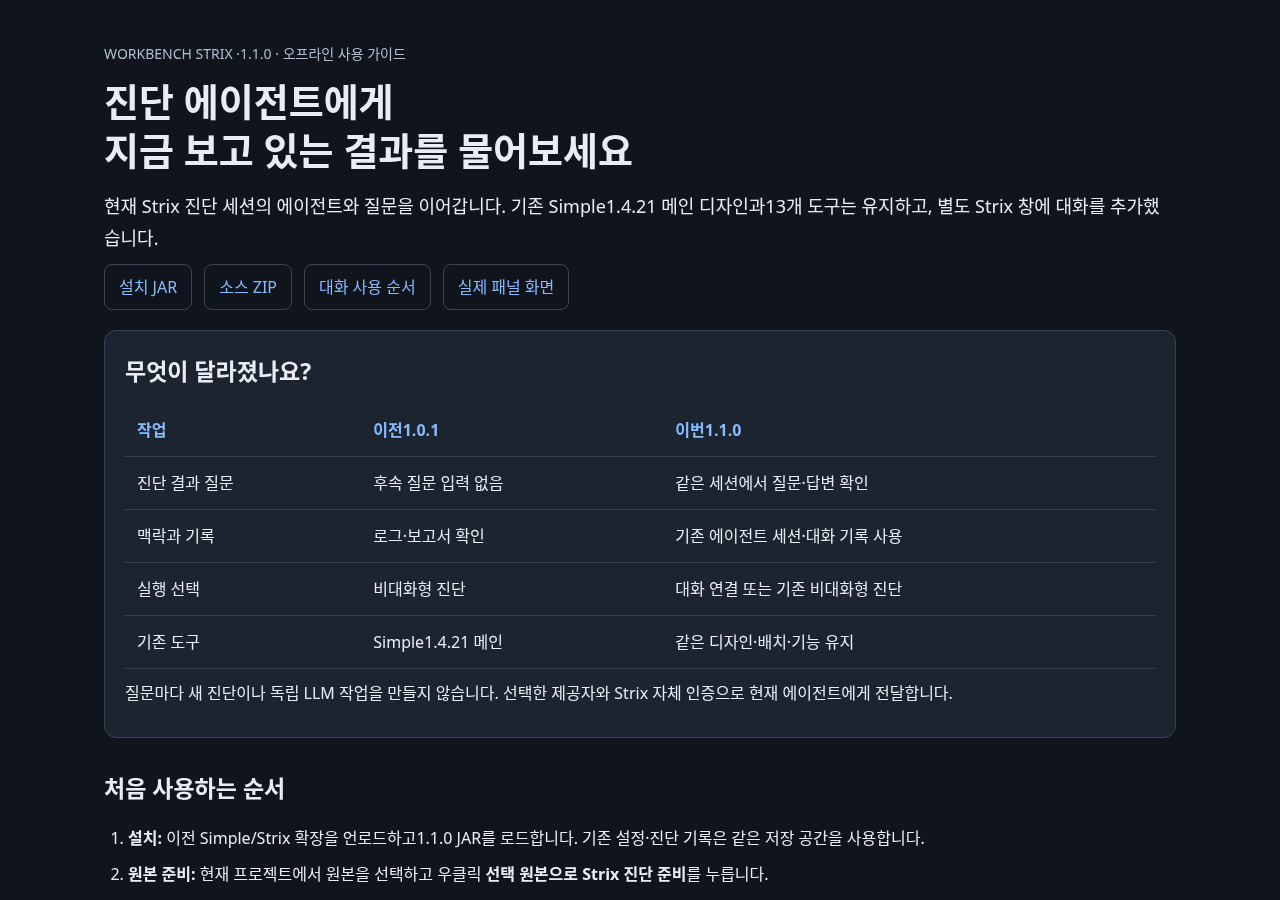 WORKBENCH STRIX ·1.1.0 · 오프라인 사용 가이드
진단 에이전트에게
지금 보고 있는 결과를 물어보세요
현재 Strix 진단 세션의 에이전트와 질문을 이어갑니다. 기존 Simple1.4.21 메인 디자인과13개 도구는 유지하고, 별도 Strix 창에 대화를 추가했
습니다.
설치 JAR 소스 ZIP 대화 사용 순서 실제 패널 화면
무엇이 달라졌나요?
작업 이전1.0.1 이번1.1.0
진단 결과 질문 후속 질문 입력 없음 같은 세션에서 질문·답변 확인
맥락과 기록 로그·보고서 확인 기존 에이전트 세션·대화 기록 사용
실행 선택 비대화형 진단 대화 연결 또는 기존 비대화형 진단
기존 도구 Simple1.4.21 메인 같은 디자인·배치·기능 유지
질문마다 새 진단이나 독립 LLM 작업을 만들지 않습니다. 선택한 제공자와 Strix 자체 인증으로 현재 에이전트에게 전달합니다.
처음 사용하는 순서
1. 설치: 이전 Simple/Strix 확장을 언로드하고1.1.0 JAR를 로드합니다. 기존 설정·진단 기록은 같은 저장 공간을 사용합니다.
2. 원본 준비: 현재 프로젝트에서 원본을 선택하고 우클릭 선택 원본으로 Strix 진단 준비를 누릅니다.